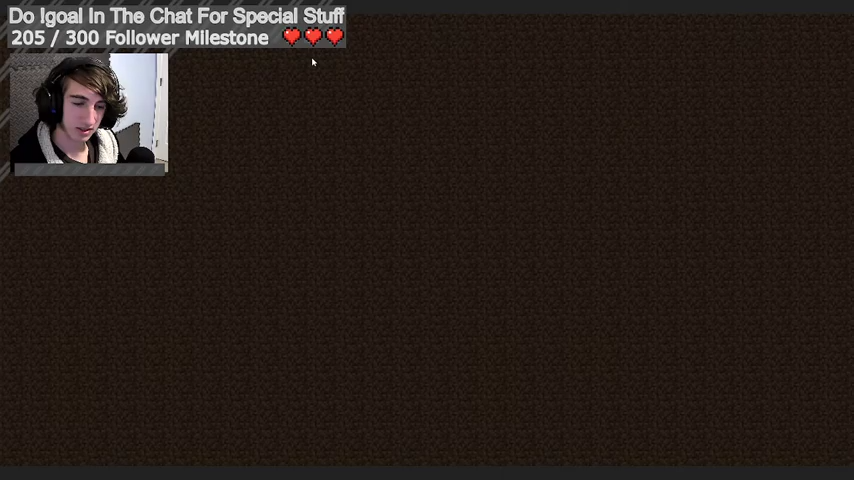 Do !goal In The Chat For Special Stuff
205 / 300 Follower Milestone